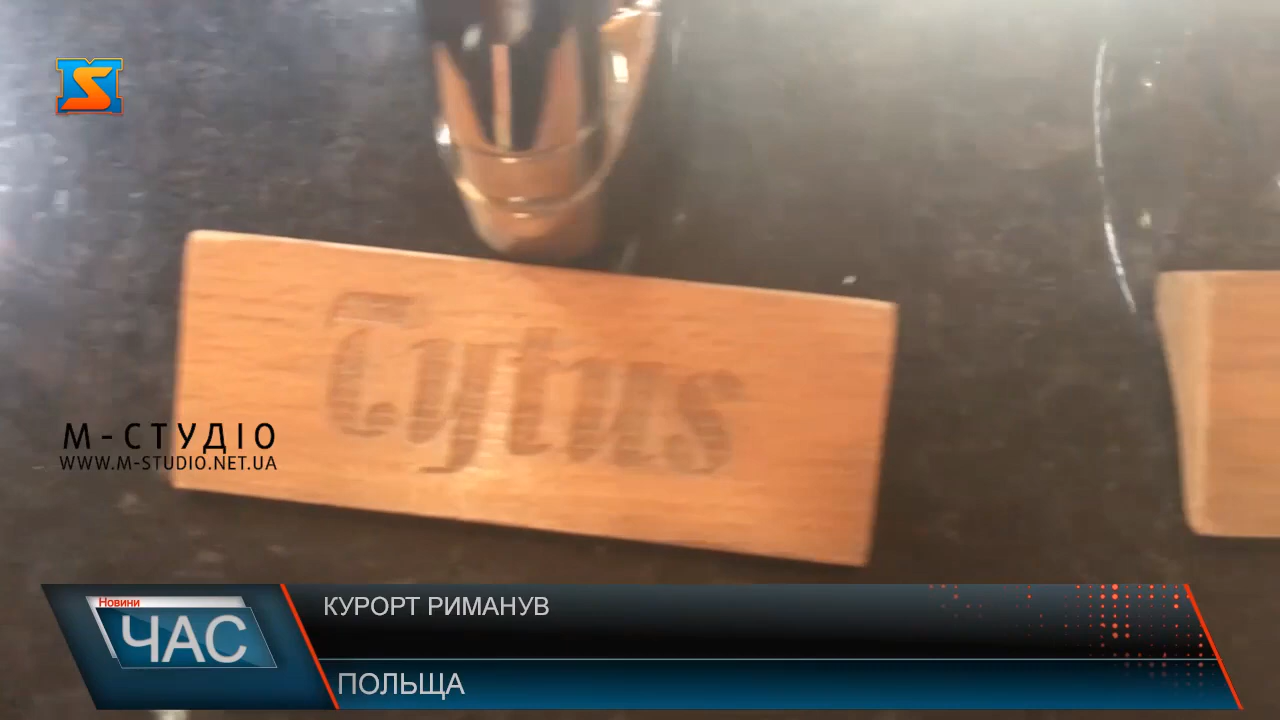 Tytus
М-СТУДІО
WWW.M-STUDIO.NET.UA
Новини
ЧАС
КУРОРТ РИМАНУВ
ПОЛЬЩА